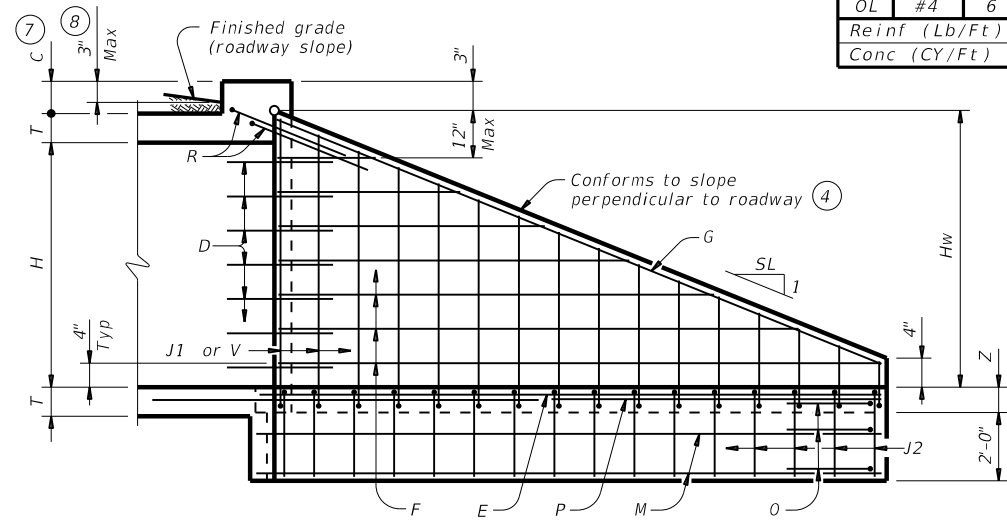 OL #4 6
Reinf (Lb/Ft)
Conc (CY/Ft)
7
8
C
3"
Max
Finished grade
(roadway slope)
3"
T
12"
Max
R
Conforms to slope
perpendicular to roadway 4
D
G
Hw
H
SL
1
4"
Typ
J1 or V
4"
Z
T
J2
2'-0"
F
E
P
M
O